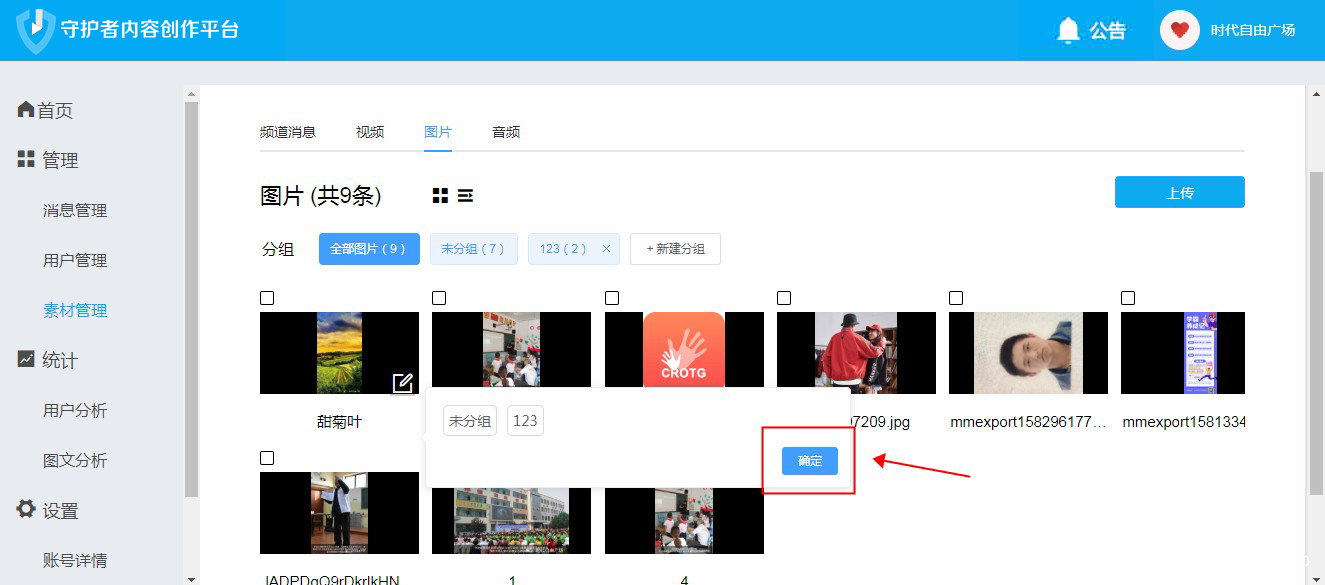 守护者内容创作平台
公告
时代自由广场
首页
管理
消息管理
用户管理
素材管理
统计
用户分析
图文分析
设置
账号详情
频道消息 视频 图片 音频
图片 (共9条)
上传
分组 全部图片 ( 9 ) 未分组 ( 7 ) 123 ( 2 ) × + 新建分组
CROTG
甜菊叶
7209.jpg
mmexport158296177...
mmexport1581334
未分组 123
确定
1
4